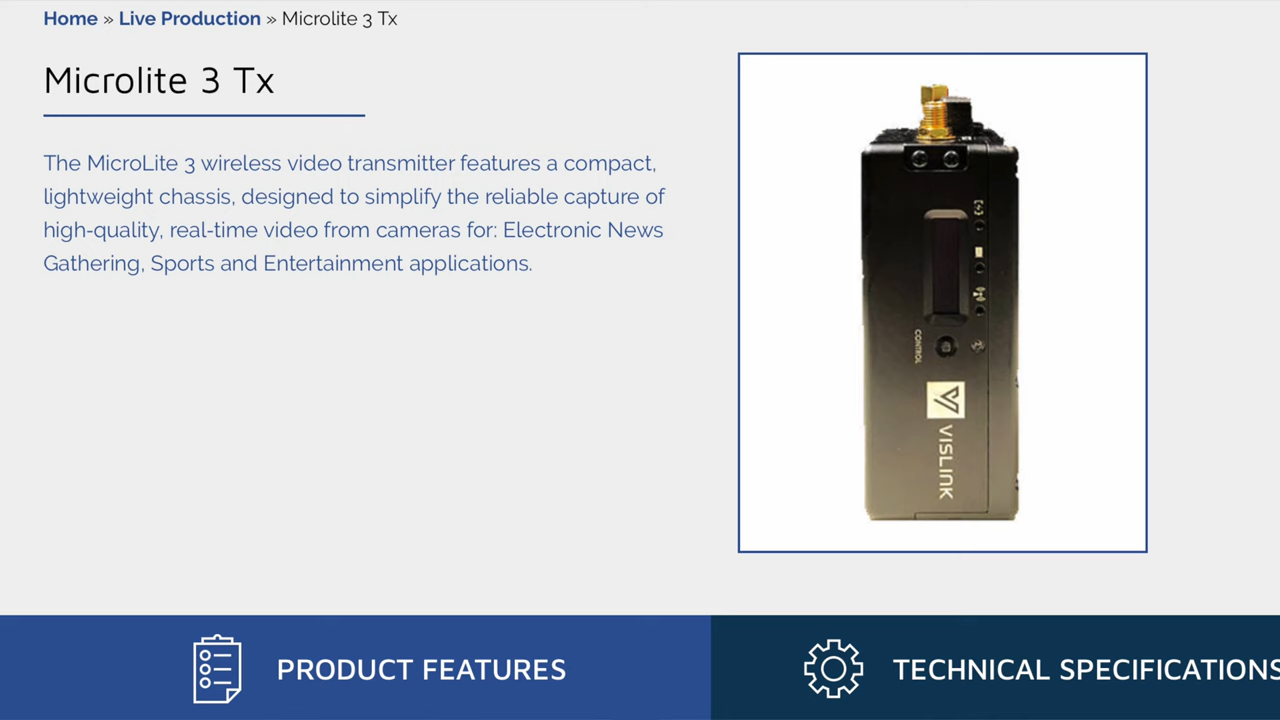 Home » Live Production » Microlite 3 Tx
Microlite 3 Tx
The MicroLite 3 wireless video transmitter features a compact,
lightweight chassis, designed to simplify the reliable capture of
high-quality, real-time video from cameras for: Electronic News
Gathering, Sports and Entertainment applications.
CONTROL
VISLINK
PRODUCT FEATURES
TECHNICAL SPECIFICATIONS